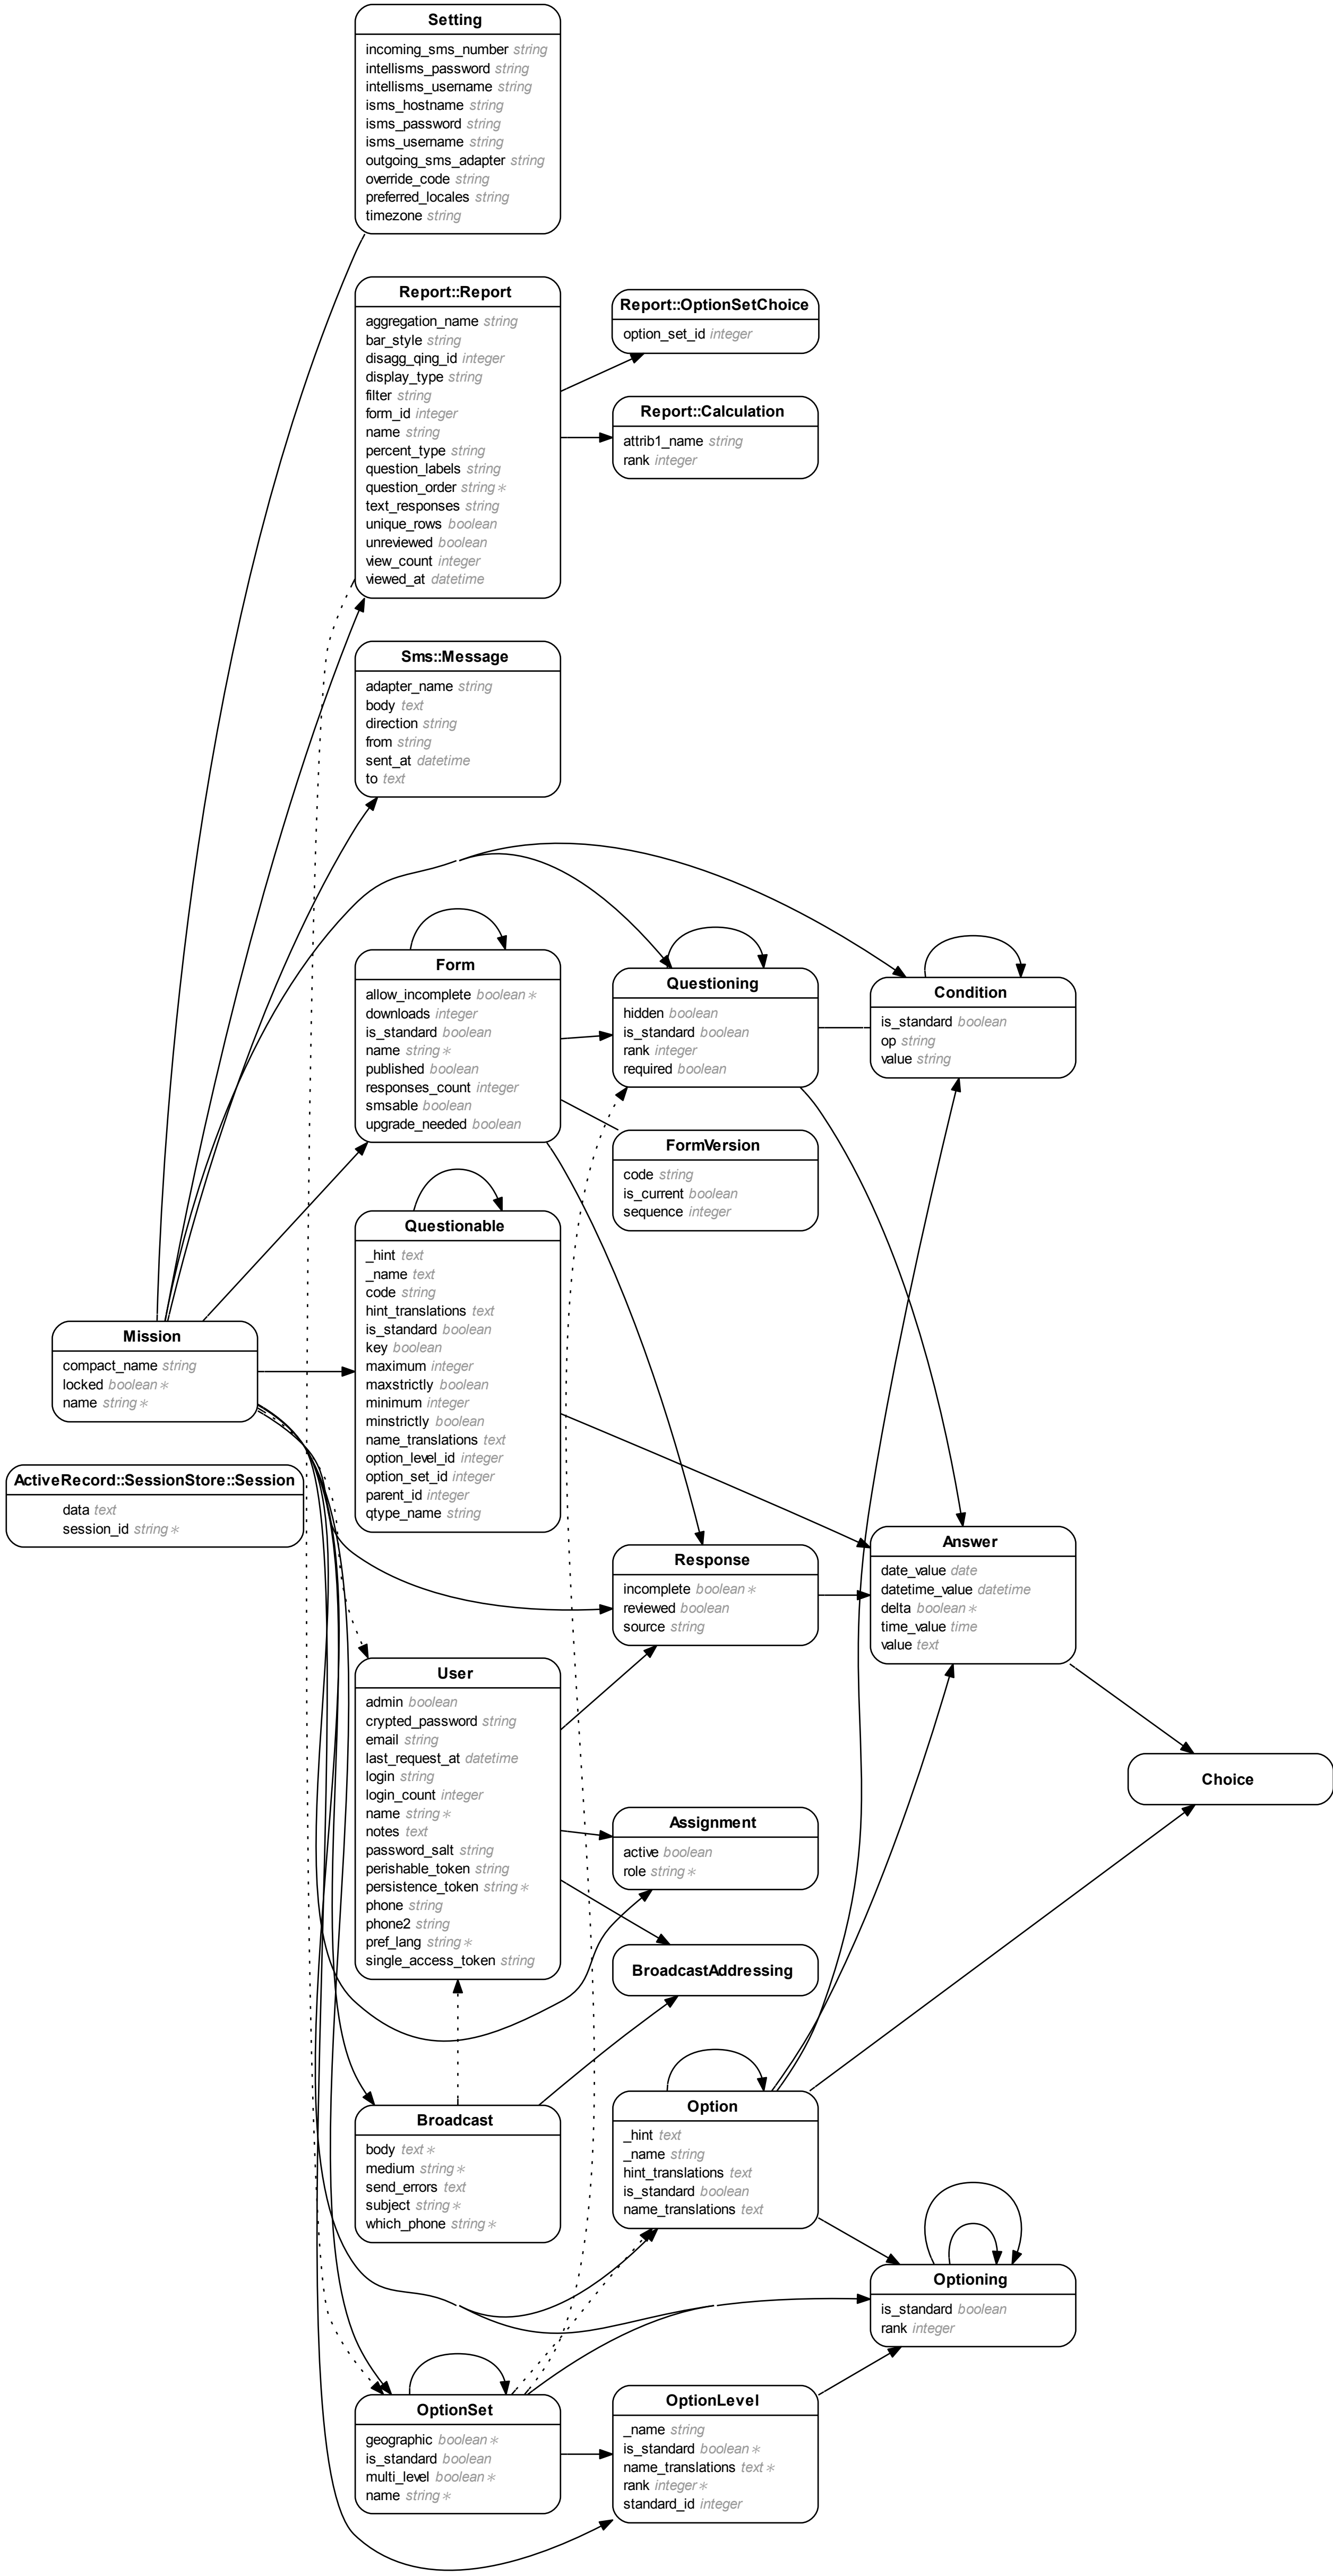 Setting
incoming_sms_number string
intellisms_password string
intellisms_username string
isms_hostname string
isms_password string
isms_username string
outgoing_sms_adapter string
override_code string
preferred_locales string
timezone string
Report::Report
aggregation_name string
bar_style string
disagg_qing_id integer
display_type string
filter string
form_id integer
name string
percent_type string
question_labels string
question_order string ∗
text_responses string
unique_rows boolean
unreviewed boolean
view_count integer
viewed_at datetime
Report::OptionSetChoice
option_set_id integer
Report::Calculation
attrib1_name string
rank integer
Sms::Message
adapter_name string
body text
direction string
from string
sent_at datetime
to text
Form
allow_incomplete boolean ∗
downloads integer
is_standard boolean
name string ∗
published boolean
responses_count integer
smsable boolean
upgrade_needed boolean
Questioning
hidden boolean
is_standard boolean
rank integer
required boolean
Condition
is_standard boolean
op string
value string
FormVersion
code string
is_current boolean
sequence integer
Questionable
_hint text
_name text
code string
hint_translations text
is_standard boolean
key boolean
maximum integer
maxstrictly boolean
minimum integer
minstrictly boolean
name_translations text
option_level_id integer
option_set_id integer
parent_id integer
qtype_name string
Mission
compact_name string
locked boolean ∗
name string ∗
ActiveRecord::SessionStore::Session
data text
session_id string ∗
Response
incomplete boolean ∗
reviewed boolean
source string
Answer
date_value date
datetime_value datetime
delta boolean ∗
time_value time
value text
User
admin boolean
crypted_password string
email string
last_request_at datetime
login string
login_count integer
name string ∗
notes text
password_salt string
perishable_token string
persistence_token string ∗
phone string
phone2 string
pref_lang string ∗
single_access_token string
Choice
Assignment
active boolean
role string ∗
BroadcastAddressing
Broadcast
body text ∗
medium string ∗
send_errors text
subject string ∗
which_phone string ∗
Option
_hint text
_name string
hint_translations text
is_standard boolean
name_translations text
Optioning
is_standard boolean
rank integer
OptionSet
geographic boolean ∗
is_standard boolean
multi_level boolean ∗
name string ∗
OptionLevel
_name string
is_standard boolean ∗
name_translations text ∗
rank integer ∗
standard_id integer